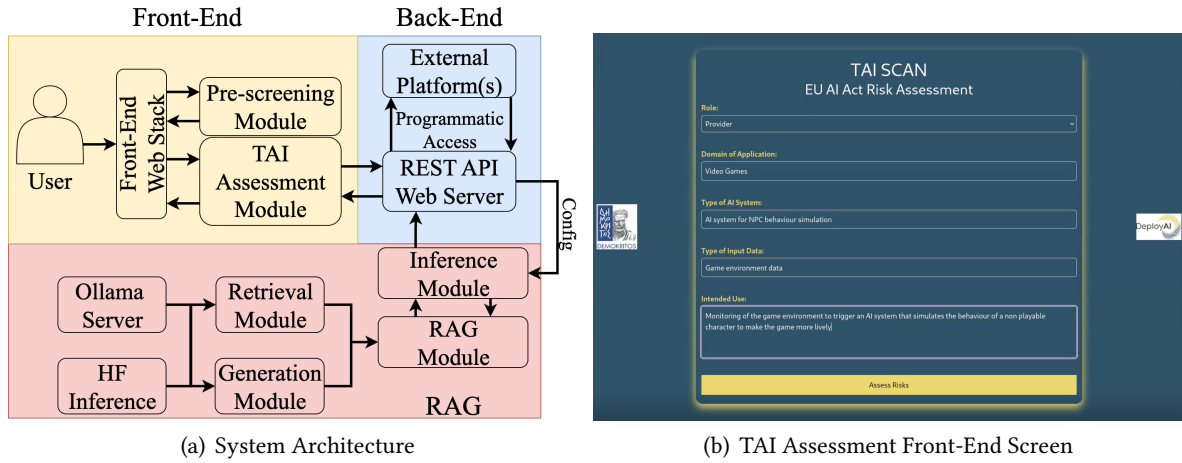 Front-End
Back-End
User
Front-End
Web Stack
Pre-screening
Module
TAI
Assessment
Module
External
Platform(s)
Programmatic
Access
REST API
Web Server
Config
Inference
Module
Ollama
Server
Retrieval
Module
RAG
Module
HF
Inference
Generation
Module
RAG
(a) System Architecture
TAI SCAN
EU AI Act Risk Assessment
Role:
Provider
Domain of Application:
Video Games
Type of AI System:
AI system for NPC behaviour simulation
Type of Input Data:
Game environment data
Intended Use:
Monitoring of the game environment to trigger an AI system that simulates the behaviour of a non playable
character to make the game more lively
Assess Risks
ΔΗ
ΜΟ
ΚΡΙ
ΤΟΣ
DEMOKRITOS
DeployAI
(b) TAI Assessment Front-End Screen